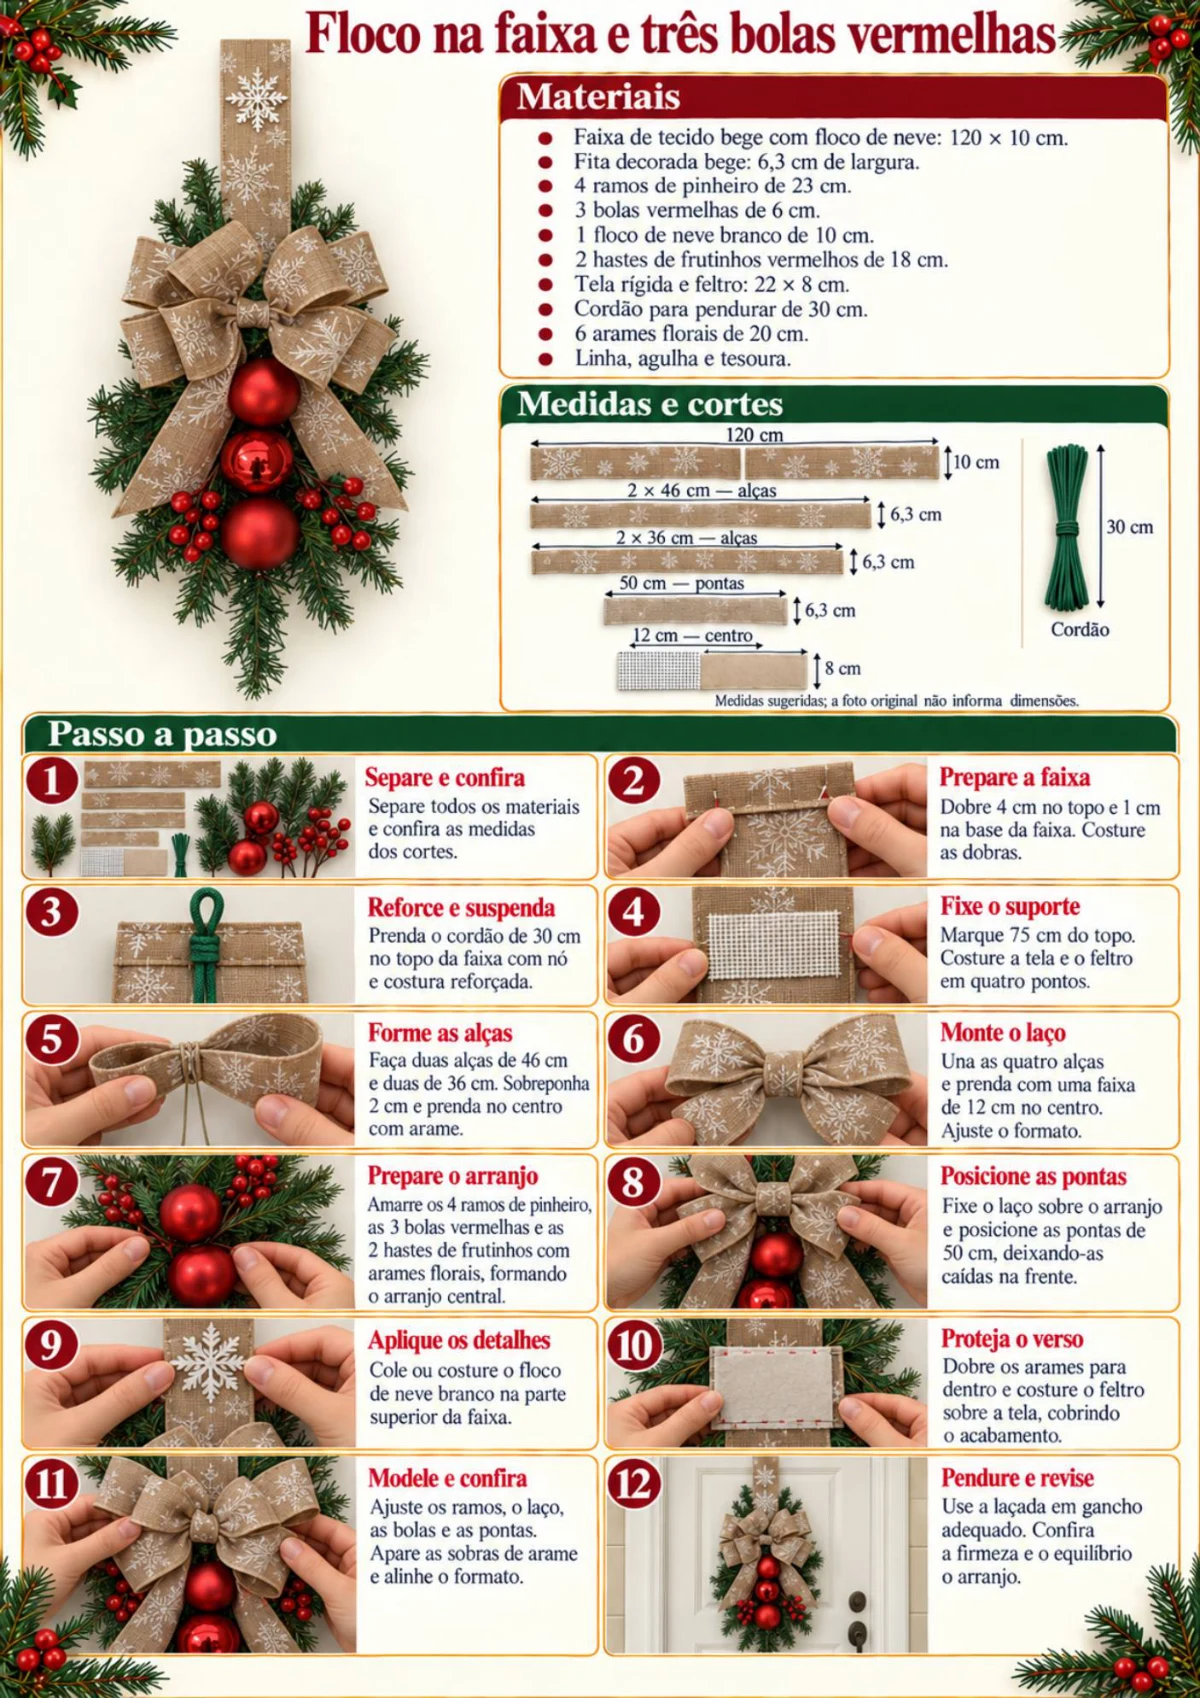 Floco na faixa e três bolas vermelhas
Materiais
Faixa de tecido bege com floco de neve: 120 × 10 cm.
Fita decorada bege: 6,3 cm de largura.
4 ramos de pinheiro de 23 cm.
3 bolas vermelhas de 6 cm.
1 floco de neve branco de 10 cm.
2 hastes de frutinhos vermelhos de 18 cm.
Tela rígida e feltro: 22 × 8 cm.
Cordão para pendurar de 30 cm.
6 arames florais de 20 cm.
Linha, agulha e tesoura.
Medidas e cortes
120 cm
10 cm
2 × 46 cm — alças
6,3 cm
2 × 36 cm — alças
6,3 cm
50 cm — pontas
6,3 cm
12 cm — centro
8 cm
30 cm
Cordão
Medidas sugeridas; a foto original não informa dimensões.
Passo a passo
1
Separe e confira
Separe todos os materiais
e confira as medidas
dos cortes.
2
Prepare a faixa
Dobre 4 cm no topo e 1 cm
na base da faixa. Costure
as dobras.
3
Reforce e suspenda
Prenda o cordão de 30 cm
no topo da faixa com nó
e costura reforçada.
4
Fixe o suporte
Marque 75 cm do topo.
Costure a tela e o feltro
em quatro pontos.
5
Forme as alças
Faça duas alças de 46 cm
e duas de 36 cm. Sobreponha
2 cm e prenda no centro
com arame.
6
Monte o laço
Una as quatro alças
e prenda com uma faixa
de 12 cm no centro.
Ajuste o formato.
7
Prepare o arranjo
Amarre os 4 ramos de pinheiro,
as 3 bolas vermelhas e as
2 hastes de frutinhos com
arames florais, formando
o arranjo central.
8
Posicione as pontas
Fixe o laço sobre o arranjo
e posicione as pontas de
50 cm, deixando-as
caídas na frente.
9
Aplique os detalhes
Cole ou costure o floco
de neve branco na parte
superior da faixa.
10
Proteja o verso
Dobre os arames para
dentro e costure o feltro
sobre a tela, cobrindo
o acabamento.
11
Modele e confira
Ajuste os ramos, o laço,
as bolas e as pontas.
Apare as sobras de arame
e alinhe o formato.
12
Pendure e revise
Use a laçada em gancho
adequado. Confira
a firmeza e o equilíbrio
o arranjo.